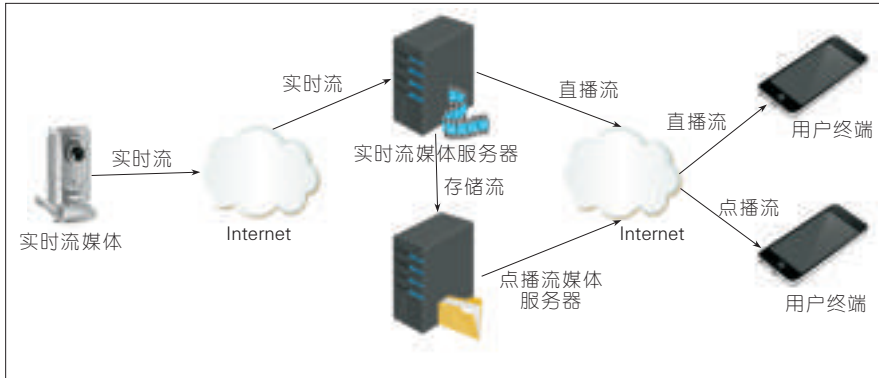 实时流
直播流
直播流
用户终端
实时流媒体服务器
实时流
存储流
点播流
实时流媒体
Internet
Internet
点播流媒体
服务器
用户终端